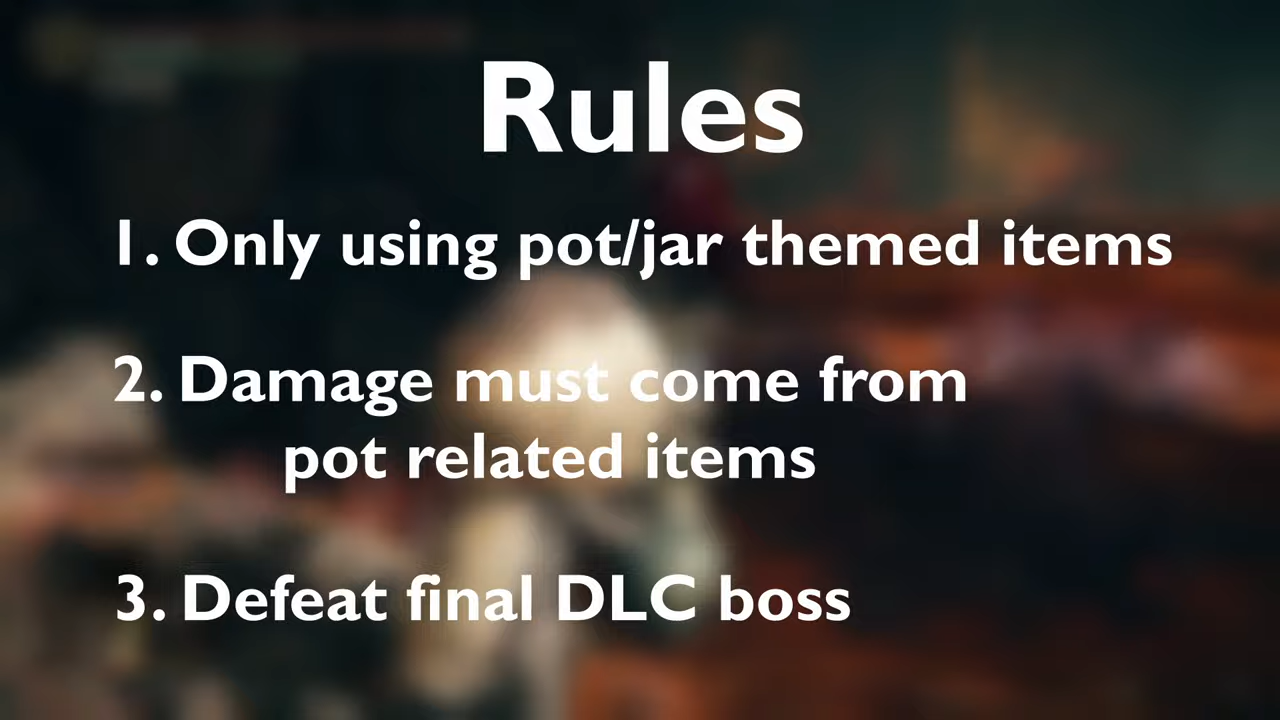 Rules
1. Only using pot/jar themed items
2. Damage must come from
pot related items
3. Defeat final DLC boss